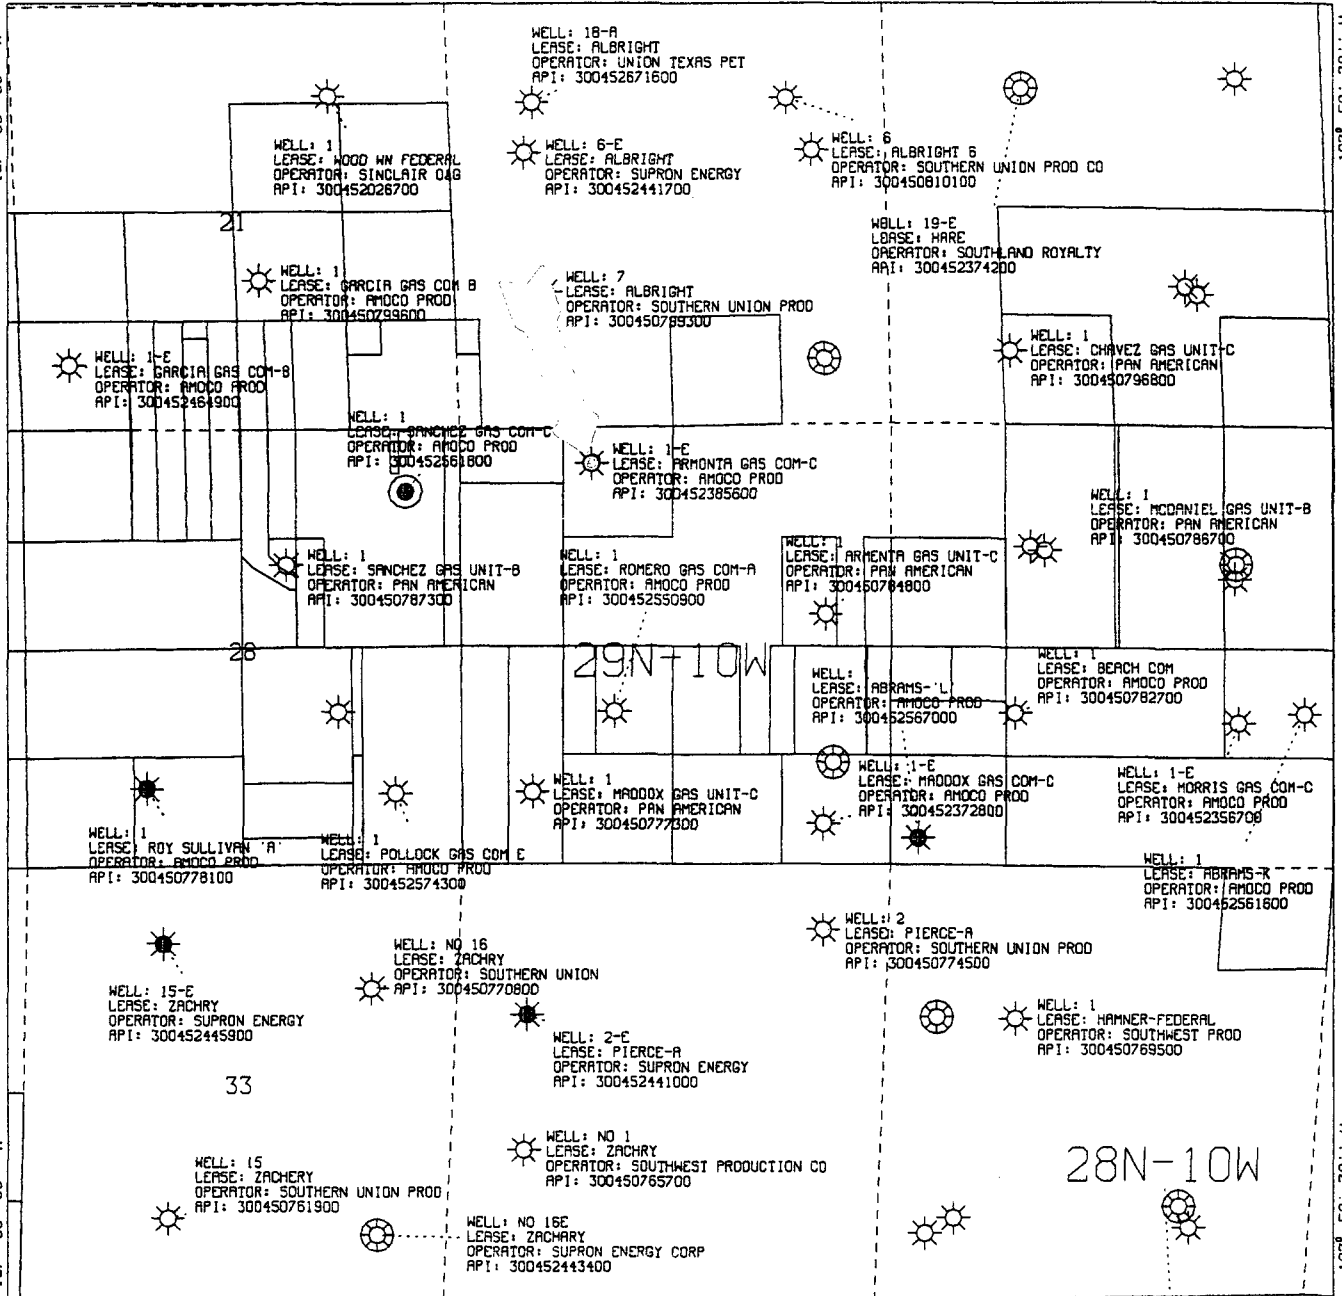 WELL: 18-A
LEASE: ALBRIGHT
OPERATOR: UNION TEXAS PET
API: 300452671600
WELL: 1
LEASE: WOOD WN FEDERAL
OPERATOR: SINCLAIR O&G
API: 300452026700
WELL: 6-E
LEASE: ALBRIGHT
OPERATOR: SUPRON ENERGY
API: 300452441700
WELL: 6
LEASE: ALBRIGHT 6
OPERATOR: SOUTHERN UNION PROD CO
API: 300450810100
21
WELL: 19-E
LEASE: HARE
OPERATOR: SOUTHLAND ROYALTY
API: 300452374200
WELL: 1
LEASE: GARCIA GAS COM B
OPERATOR: AMOCO PROD
API: 300450799600
WELL: 7
LEASE: ALBRIGHT
OPERATOR: SOUTHERN UNION PROD
API: 300450799300
WELL: 1-E
LEASE: GARCIA GAS COM-B
OPERATOR: AMOCO PROD
API: 300452464900
WELL: 1
LEASE: CHAVEZ GAS UNIT-C
OPERATOR: PAN AMERICAN
API: 300450796800
WELL: 1
LEASE: SANCHEZ GAS COM-C
OPERATOR: AMOCO PROD
API: 300452561800
WELL: 1-E
LEASE: ARMONTA GAS COM-C
OPERATOR: AMOCO PROD
API: 300452385600
WELL: 1
LEASE: MCDANIEL GAS UNIT-B
OPERATOR: PAN AMERICAN
API: 300450786700
WELL: 1
LEASE: SANCHEZ GAS UNIT-B
OPERATOR: PAN AMERICAN
API: 300450787300
WELL: 1
LEASE: ROMERO GAS COM-A
OPERATOR: AMOCO PROD
API: 300452550900
WELL: 1
LEASE: ARMENTA GAS UNIT-C
OPERATOR: PAN AMERICAN
API: 300450784800
28
29N-10W
WELL:
LEASE: ABRAMS-'L'
OPERATOR: AMOCO PROD
API: 300452567000
WELL: 1
LEASE: BEACH COM
OPERATOR: AMOCO PROD
API: 300450782700
WELL: 1
LEASE: MADDOX GAS UNIT-C
OPERATOR: PAN AMERICAN
API: 300450777300
WELL: 1-E
LEASE: MADDOX GAS COM-C
OPERATOR: AMOCO PROD
API: 300452372800
WELL: 1-E
LEASE: MORRIS GAS COM-C
OPERATOR: AMOCO PROD
API: 300452356700
WELL: 1
LEASE: ROY SULLIVAN 'A'
OPERATOR: AMOCO PROD
API: 300450778100
WELL: 1
LEASE: POLLOCK GAS COM E
OPERATOR: AMOCO PROD
API: 300452574300
WELL: 1
LEASE: ABRAMS-K
OPERATOR: AMOCO PROD
API: 300452561600
WELL: 2
LEASE: PIERCE-A
OPERATOR: SOUTHERN UNION PROD
API: 300450774500
WELL: NO 16
LEASE: ZACHRY
OPERATOR: SOUTHERN UNION
API: 300450770800
WELL: 15-E
LEASE: ZACHRY
OPERATOR: SUPRON ENERGY
API: 300452445900
WELL: 1
LEASE: HAMNER-FEDERAL
OPERATOR: SOUTHWEST PROD
API: 300450769500
WELL: 2-E
LEASE: PIERCE-A
OPERATOR: SUPRON ENERGY
API: 300452441000
33
WELL: NO 1
LEASE: ZACHRY
OPERATOR: SOUTHWEST PRODUCTION CO
API: 300450765700
28N-10W
WELL: 15
LEASE: ZACHERY
OPERATOR: SOUTHERN UNION PROD
API: 300450761900
WELL: NO 16E
LEASE: ZACHARY
OPERATOR: SUPRON ENERGY CORP
API: 300452443400